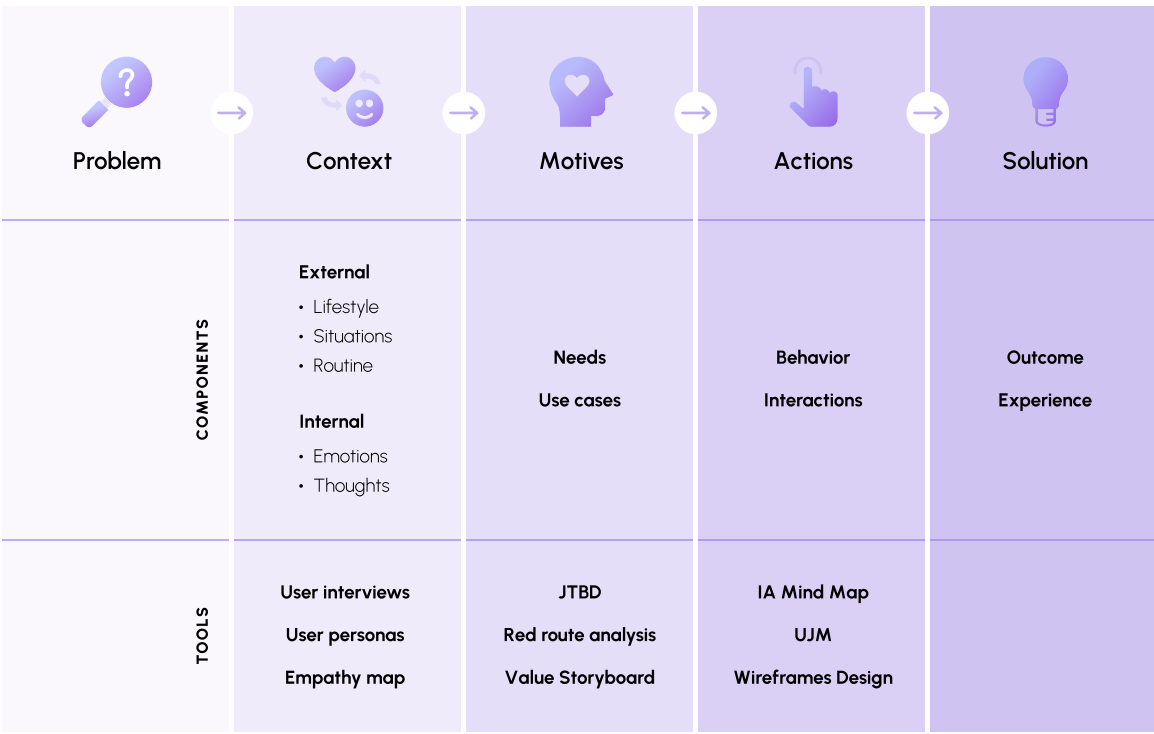 ?
Problem
Context
Motives
Actions
Solution
COMPONENTS
External
• Lifestyle
• Situations
• Routine
Internal
• Emotions
• Thoughts
Needs
Use cases
Behavior
Interactions
Outcome
Experience
TOOLS
User interviews
User personas
Empathy map
JTBD
Red route analysis
Value Storyboard
IA Mind Map
UJM
Wireframes Design